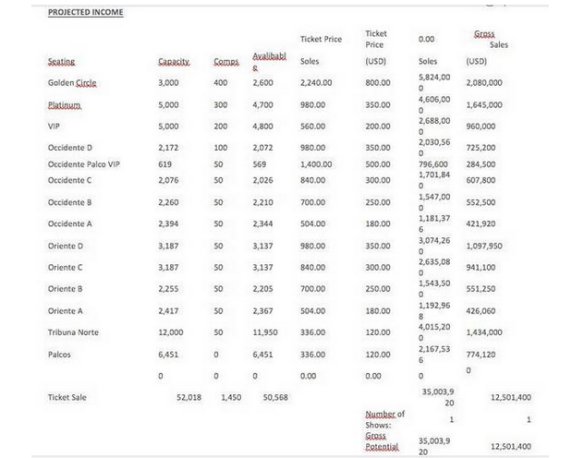 PROJECTED INCOME
Ticket Price Ticket Price 0.00 Gross Sales
Seating Capacity Comps Avalibable Soles (USD) Soles (USD)
Golden Circle 3,000 400 2,600 2,240.00 800.00 5,824,000 2,080,000
Platinum 5,000 300 4,700 980.00 350.00 4,606,000 1,645,000
VIP 5,000 200 4,800 560.00 200.00 2,688,000 960,000
Occidente D 2,172 100 2,072 980.00 350.00 2,030,560 725,200
Occidente Palco VIP 619 50 569 1,400.00 500.00 796,600 284,500
Occidente C 2,076 50 2,026 840.00 300.00 1,701,840 607,800
Occidente B 2,260 50 2,210 700.00 250.00 1,547,000 552,500
Occidente A 2,394 50 2,344 504.00 180.00 1,181,376 421,920
Oriente D 3,187 50 3,137 980.00 350.00 3,074,260 1,097,950
Oriente C 3,187 50 3,137 840.00 300.00 2,635,080 941,100
Oriente B 2,255 50 2,205 700.00 250.00 1,543,500 551,250
Oriente A 2,417 50 2,367 504.00 180.00 1,192,968 426,060
Tribuna Norte 12,000 50 11,950 336.00 120.00 4,015,200 1,434,000
Palcos 6,451 0 6,451 336.00 120.00 2,167,536 774,120
0 0 0 0.00 0.00 0 0
Ticket Sale 52,018 1,450 50,568 35,003,920 12,501,400
Number of Shows: 1 1
Gross Potential 35,003,920 12,501,400